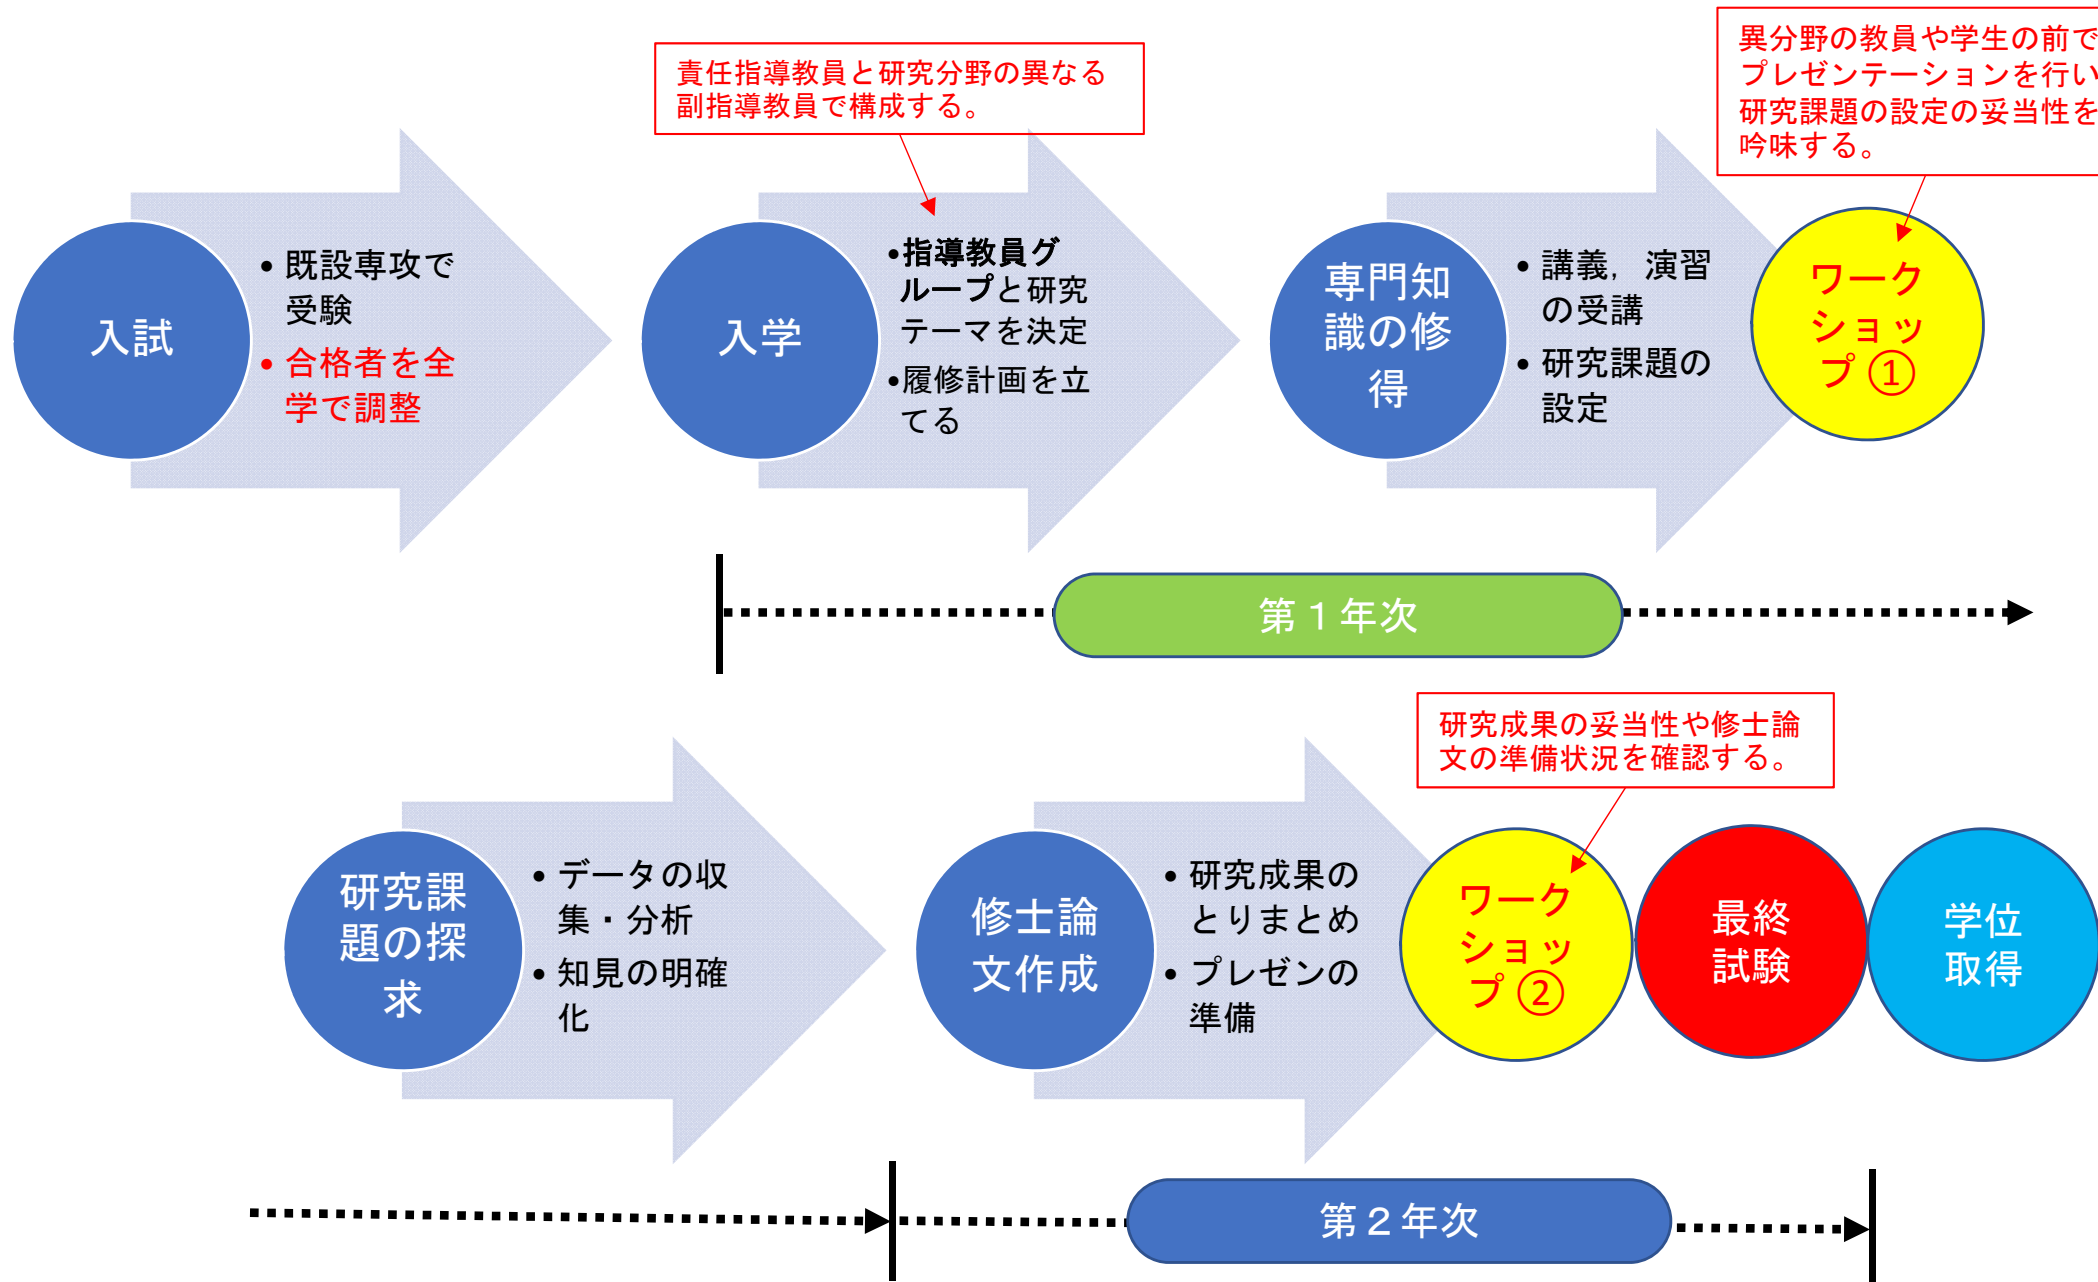 責任指導教員と研究分野の異なる
副指導教員で構成する。
異分野の教員や学生の前で
プレゼンテーションを行い
研究課題の設定の妥当性を
吟味する。
入試
• 既設専攻で
受験
• 合格者を全
学で調整
入学
•指導教員グ
ループと研究
テーマを決定
•履修計画を立
てる
専門知
識の修
得
• 講義，演習
の受講
• 研究課題の
設定
ワーク
ショッ
プ①
第１年次
研究成果の妥当性や修士論
文の準備状況を確認する。
研究課
題の探
求
• データの収
集・分析
• 知見の明確
化
修士論
文作成
• 研究成果の
とりまとめ
• プレゼンの
準備
ワーク
ショッ
プ②
最終
試験
学位
取得
第２年次